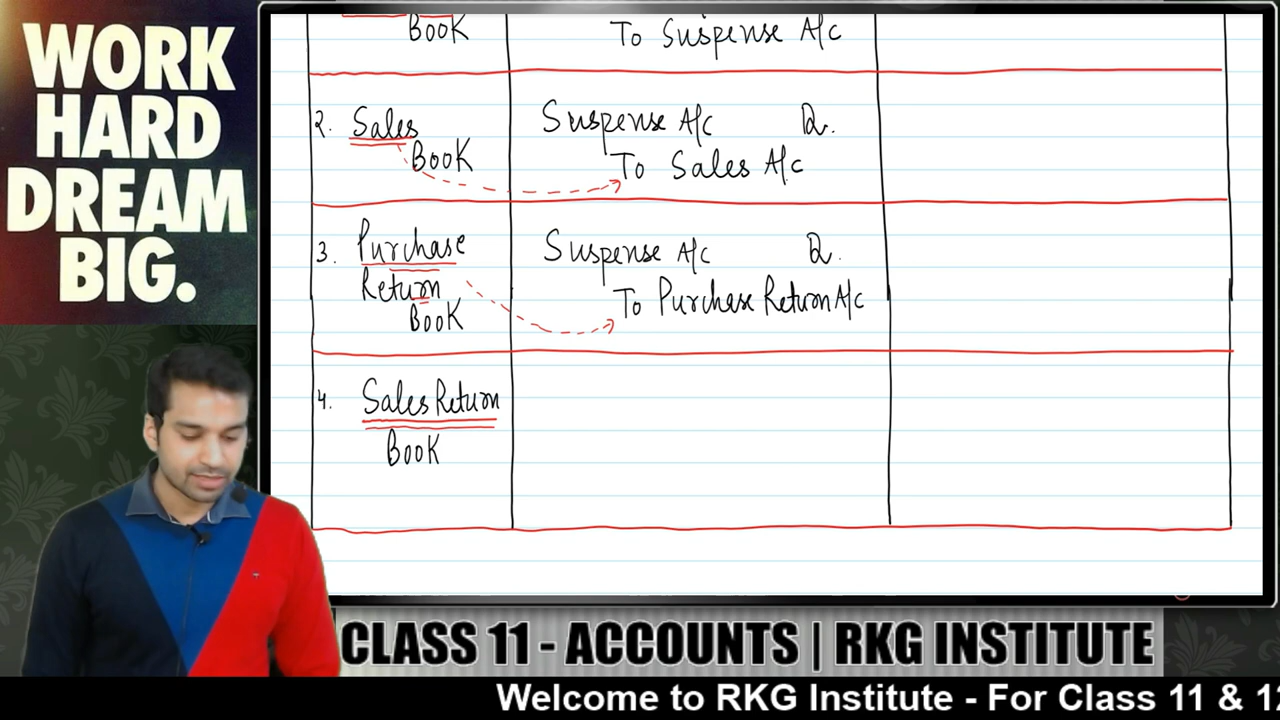 WORK
HARD
DREAM
BIG.
Book
To Suspense A/c
2. Sales
Book
Suspense A/c Dr.
To Sales A/c
3. Purchase
Return
Book
Suspense A/c Dr.
To Purchase Return A/c
4. Sales Return
Book
CLASS 11 - ACCOUNTS | RKG INSTITUTE
Welcome to RKG Institute - For Class 11 & 12